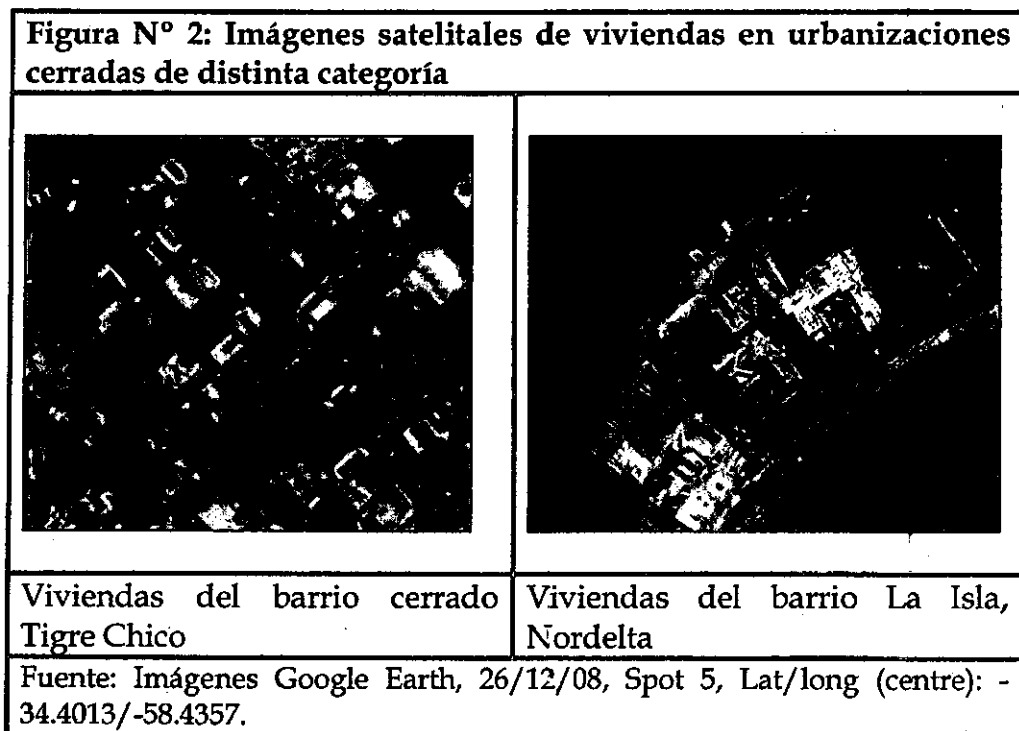 Figura Nº 2: Imágenes satelitales de viviendas en urbanizaciones
cerradas de distinta categoría
Viviendas del barrio cerrado
Tigre Chico
Viviendas del barrio La Isla,
Nordelta
Fuente: Imágenes Google Earth, 26/12/08, Spot 5, Lat/long (centre): -
34.4013/-58.4357.